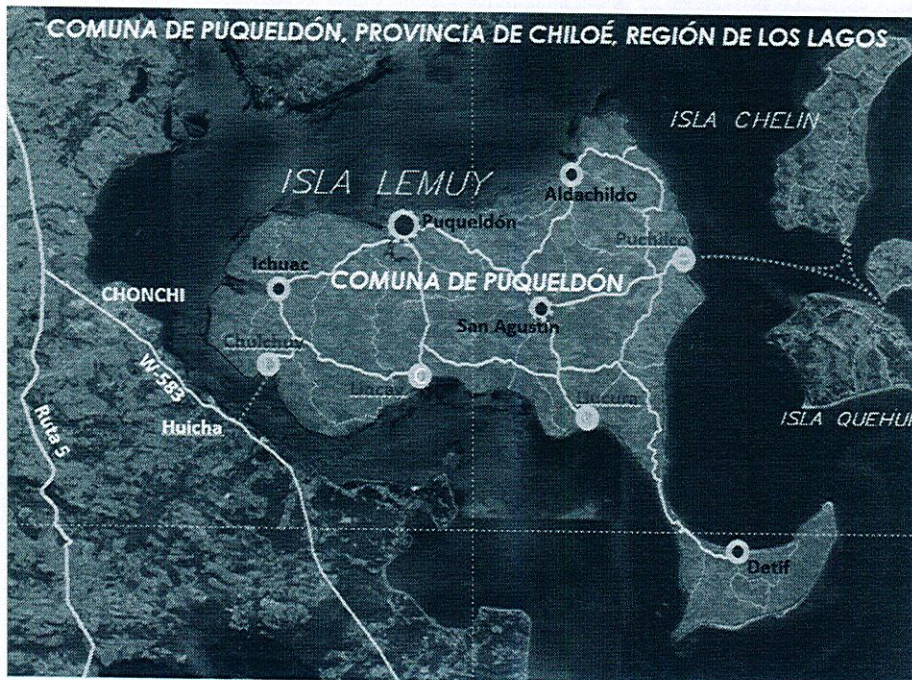 COMUNA DE PUQUELDÓN, PROVINCIA DE CHILOÉ, REGIÓN DE LOS LAGOS
ISLA CHELIN
ISLA LEMUY
Aldachildo
Puqueldón
Puchilco
Ichuac
COMUNA DE PUQUELDÓN
CHONCHI
San Agustín
Chulchuy
W-583
Lincay
Ruta 5
Huicha
ISLA QUEHUI
Detif